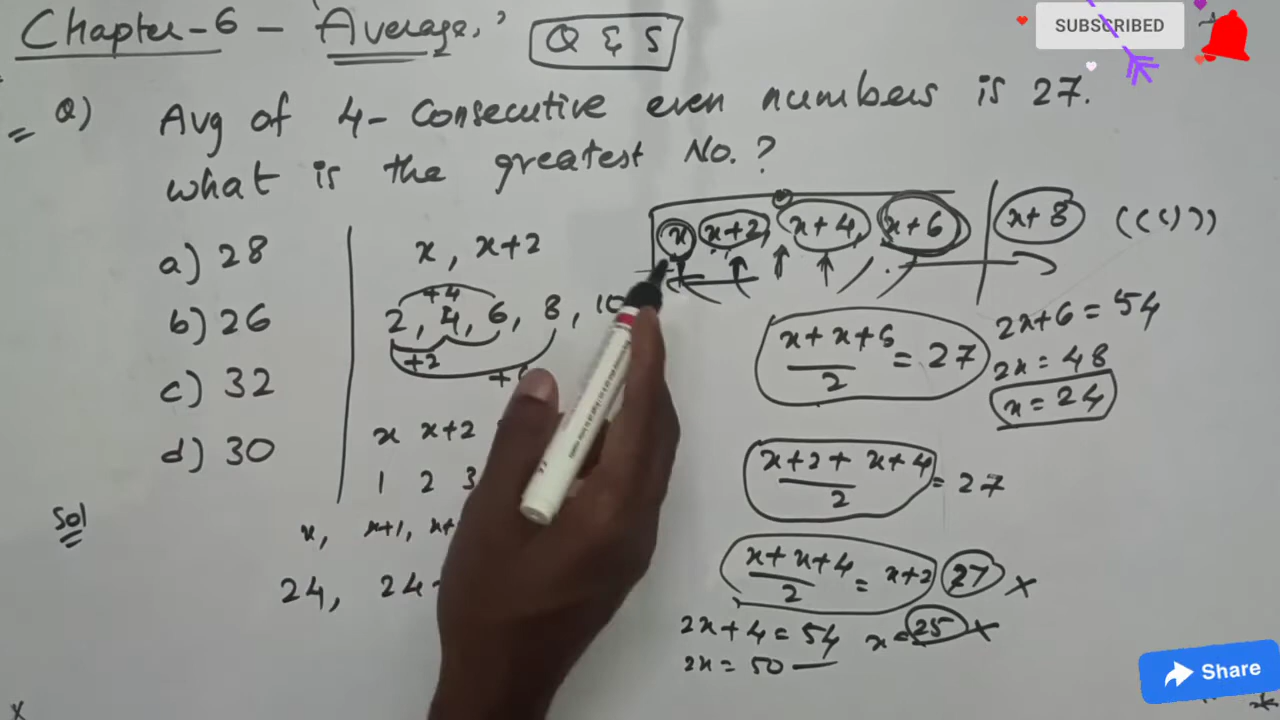 Chapter-6 - 'Average,'
Q & S
SUBSCRIBED
Q) Avg of 4-Consecutive even numbers is 27.
what is the greatest No.?
a) 28
b) 26
c) 32
d) 30
Sol
x, x+2
+4
2, 4, 6, 8, 10
+2
x x+2
1 2 3
x, x+1,
24, 24
x x+2, x+4, x+6 x+8 ((()))
x+x+6
2
= 27
2x+6 = 54
2x = 48
x = 24
x+2+ x+4
2
= 27
x+x+4
2
= x+2 27 ×
2x+4 = 54 x = 25 ×
2x = 50
Share